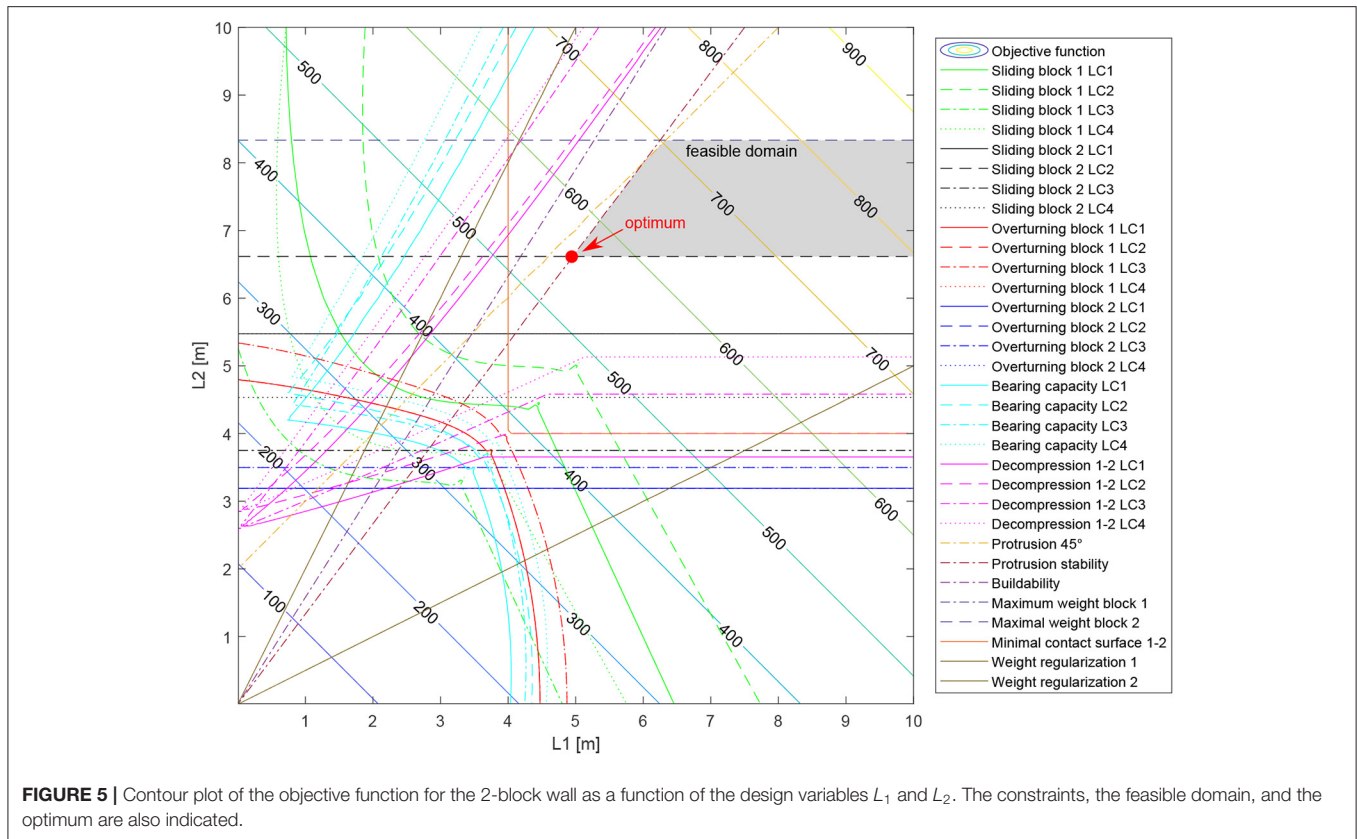 10
9
8
7
6
5
4
3
2
1
L2 [m]
1
2
3
4
5
6
7
8
9
10
L1 [m]
500
700
800
900
400
600
700
800
500
300
400
600
700
200
300
400
500
600
100
200
300
400
feasible domain
optimum
Objective function
Sliding block 1 LC1
Sliding block 1 LC2
Sliding block 1 LC3
Sliding block 1 LC4
Sliding block 2 LC1
Sliding block 2 LC2
Sliding block 2 LC3
Sliding block 2 LC4
Overturning block 1 LC1
Overturning block 1 LC2
Overturning block 1 LC3
Overturning block 1 LC4
Overturning block 2 LC1
Overturning block 2 LC2
Overturning block 2 LC3
Overturning block 2 LC4
Bearing capacity LC1
Bearing capacity LC2
Bearing capacity LC3
Bearing capacity LC4
Decompression 1-2 LC1
Decompression 1-2 LC2
Decompression 1-2 LC3
Decompression 1-2 LC4
Protrusion 45°
Protrusion stability
Buildability
Maximum weight block 1
Maximal weight block 2
Minimal contact surface 1-2
Weight regularization 1
Weight regularization 2
FIGURE 5 | Contour plot of the objective function for the 2-block wall as a function of the design variables L₁ and L₂. The constraints, the feasible domain, and the
optimum are also indicated.